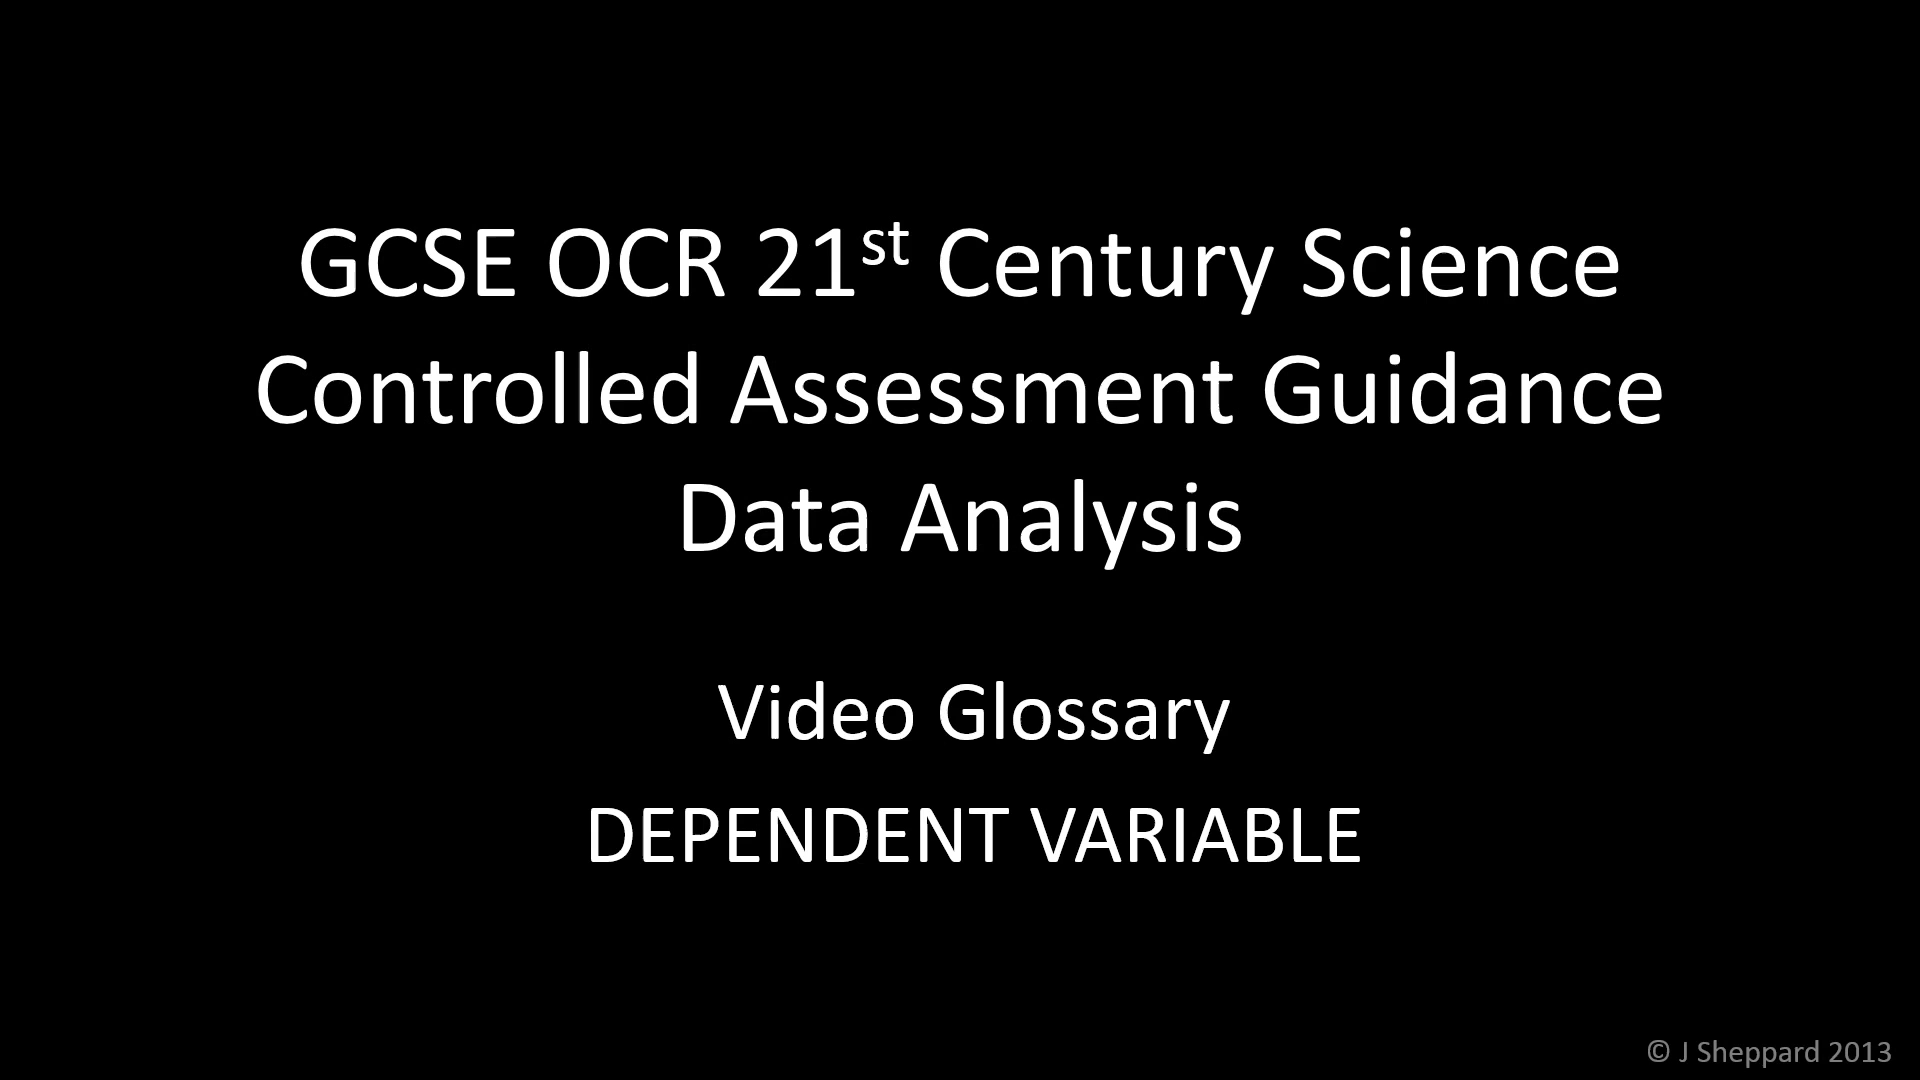 GCSE OCR 21st Century Science
Controlled Assessment Guidance
Data Analysis
Video Glossary
DEPENDENT VARIABLE
© J Sheppard 2013